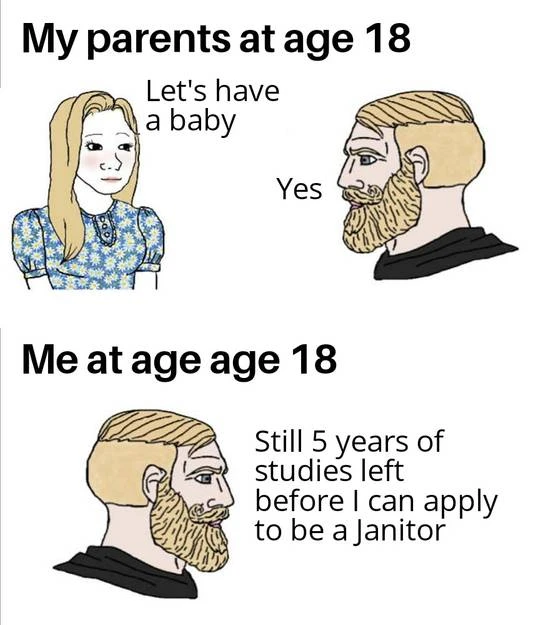 My parents at age 18
Let's have
a baby
Yes
Me at age age 18
Still 5 years of
studies left
before I can apply
to be a Janitor